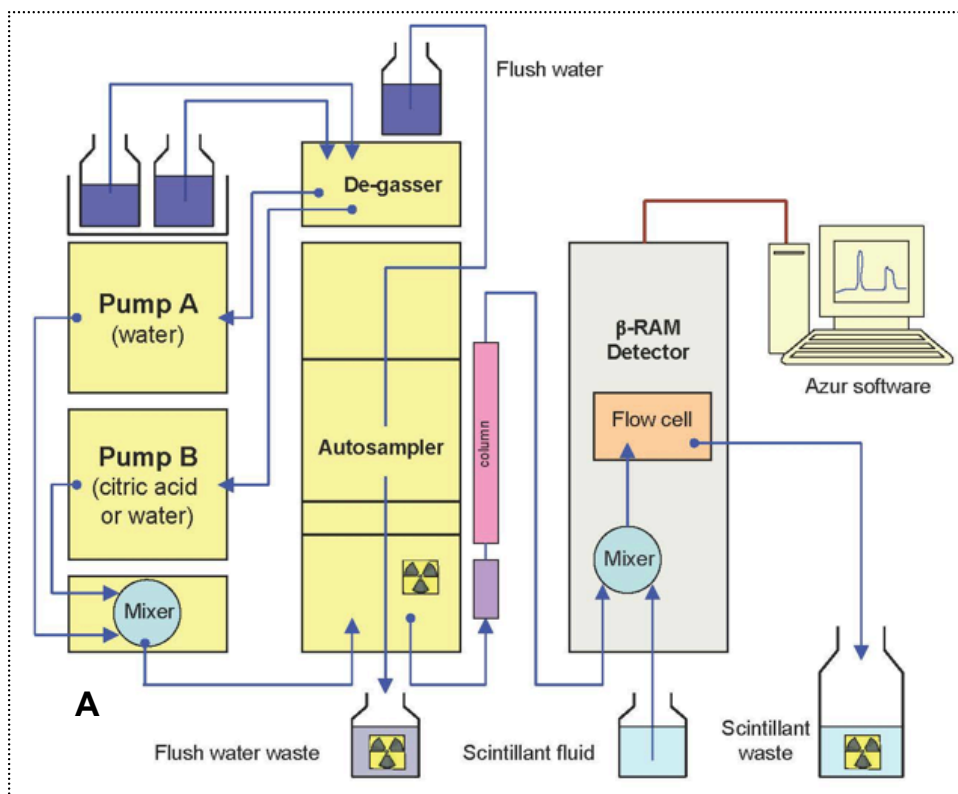 Flush water
De-gasser
Pump A
(water)
Pump B
(citric acid
or water)
Mixer
A
Autosampler
column
β-RAM
Detector
Flow cell
Mixer
Azur software
Flush water waste
Scintillant fluid
Scintillant
waste